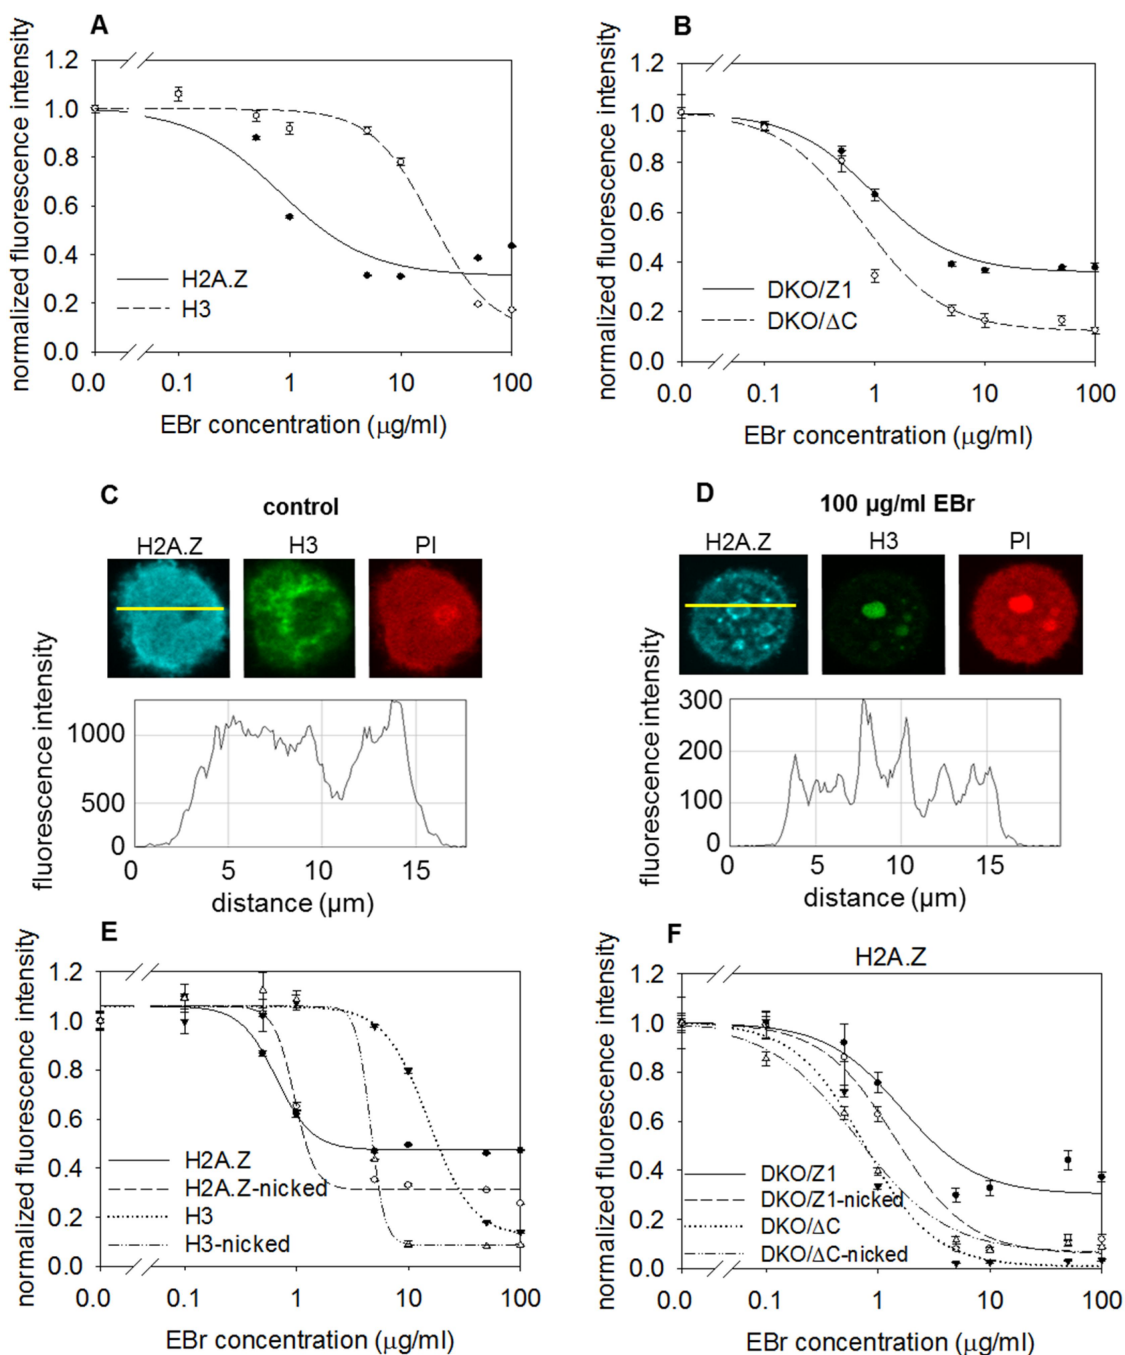 A
normalized fluorescence intensity
1.2
1.0
0.8
0.6
0.4
0.2
0.0
H2A.Z
H3
0.0 0.1 1 10 100
EBr concentration (µg/ml)
B
normalized fluorescence intensity
1.2
1.0
0.8
0.6
0.4
0.2
0.0
DKO/Z1
DKO/ΔC
0.0 0.1 1 10 100
EBr concentration (µg/ml)
C
control
H2A.Z H3 PI
fluorescence intensity
1000
500
0
0 5 10 15
distance (µm)
D
100 µg/ml EBr
H2A.Z H3 PI
fluorescence intensity
300
200
100
0
0 5 10 15
distance (µm)
E
normalized fluorescence intensity
1.2
1.0
0.8
0.6
0.4
0.2
0.0
H2A.Z
H2A.Z-nicked
H3
H3-nicked
0.0 0.1 1 10 100
EBr concentration (µg/ml)
F
H2A.Z
normalized fluorescence intensity
1.2
1.0
0.8
0.6
0.4
0.2
0.0
DKO/Z1
DKO/Z1-nicked
DKO/ΔC
DKO/ΔC-nicked
0.0 0.1 1 10 100
EBr concentration (µg/ml)